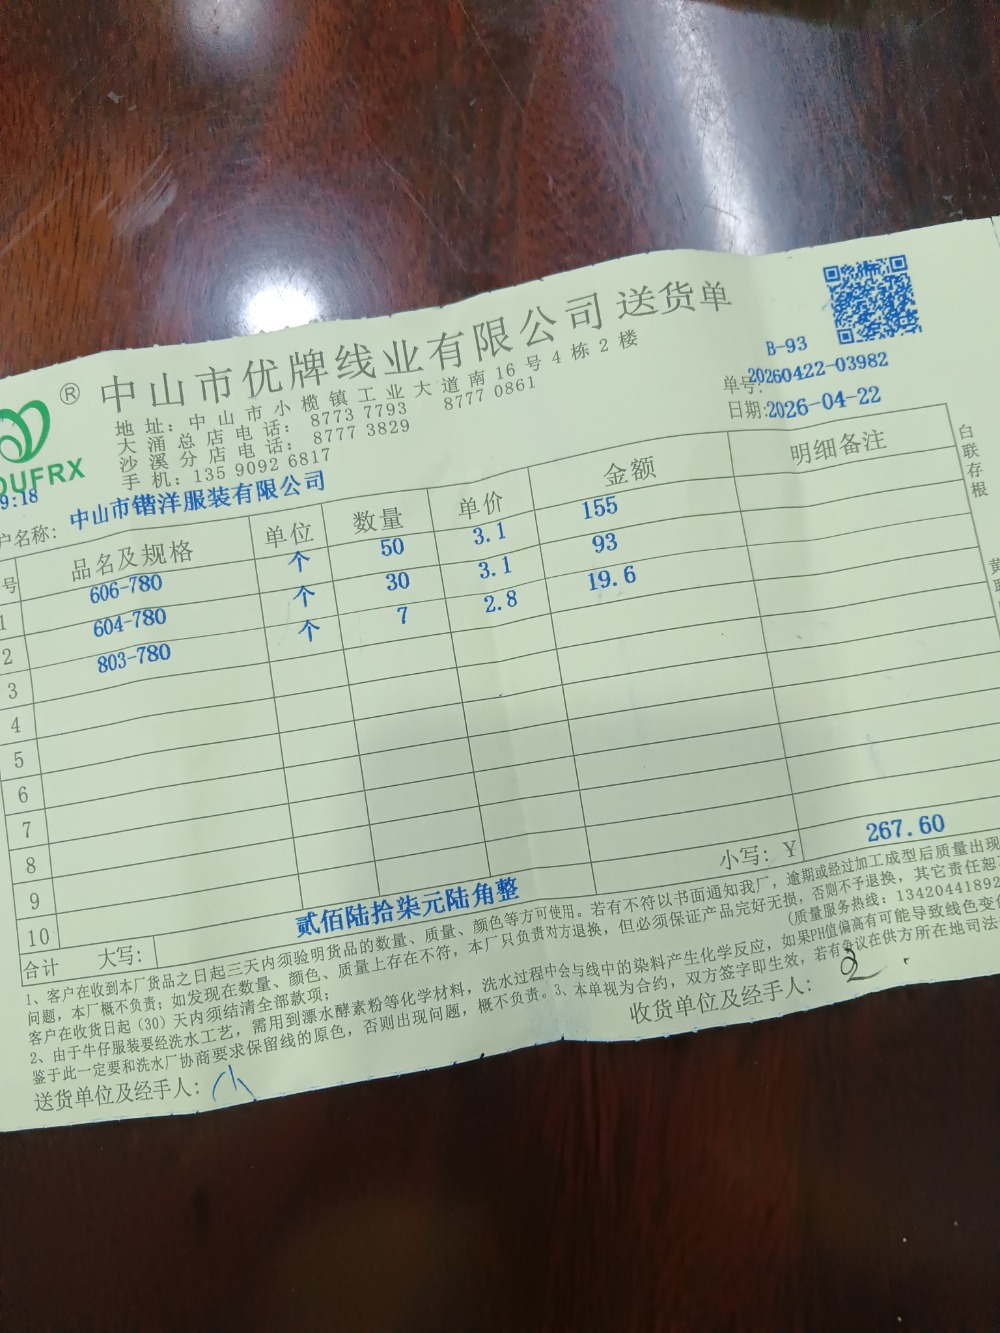 ® 中山市优牌线业有限公司 送货单
地址:中山市小榄镇工业大道南16号4栋2楼
大涌总店电话: 8773 7793 8777 0861
沙溪分店电话: 8777 3829
手机:135 9092 6817
OUFRX
B-93
单号:20260422-03982
日期:2026-04-22
9:18
户名称: 中山市锴洋服装有限公司
号 品名及规格 单位 数量 单价 金额 明细备注
1 606-780 个 50 3.1 155
2 604-780 个 30 3.1 93
3 803-780 个 7 2.8 19.6
4
5
6
7
8
9
10
合计 大写: 贰佰陆拾柒元陆角整 小写: ¥ 267.60
1、客户在收到本厂货品之日起三天内须验明货品的数量、质量、颜色等方可使用。若有不符以书面通知我厂,逾期或经过加工成型后质量出现
问题,本厂概不负责;如发现在数量、颜色、质量上存在不符,本厂只负责对方退换,但必须保证产品完好无损,否则不予退换,其它责任恕
客户在收货日起(30)天内须结清全部款项; (质量服务热线:13420441892
2、由于牛仔服装要经洗水工艺,需用到漂水酵素粉等化学材料,洗水过程中会与线中的染料产生化学反应,如果PH值偏高有可能导致线色变
鉴于此一定要和洗水厂协商要求保留线的原色,否则出现问题,概不负责。3、本单视为合约,双方签字即生效,若有争议在供方所在地司法
送货单位及经手人: 收货单位及经手人:
白联存根
黄联